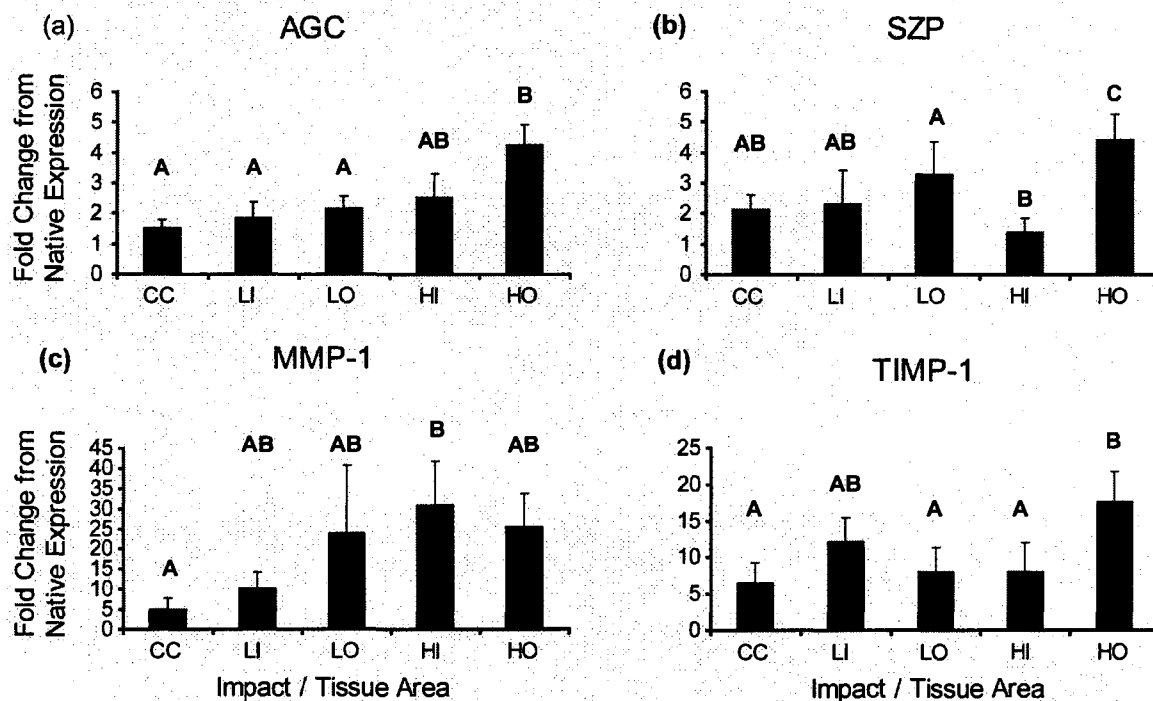 (a) AGC
Fold Change from
Native Expression
6
5
4
3
2
1
0
A A A AB B
CC LI LO HI HO
(b) SZP
6
5
4
3
2
1
0
AB AB A B C
CC LI LO HI HO
(c) MMP-1
Fold Change from
Native Expression
45
40
35
30
25
20
15
10
5
0
A AB AB B AB
CC LI LO HI HO
Impact / Tissue Area
(d) TIMP-1
25
20
15
10
5
0
A AB A A B
CC LI LO HI HO
Impact / Tissue Area